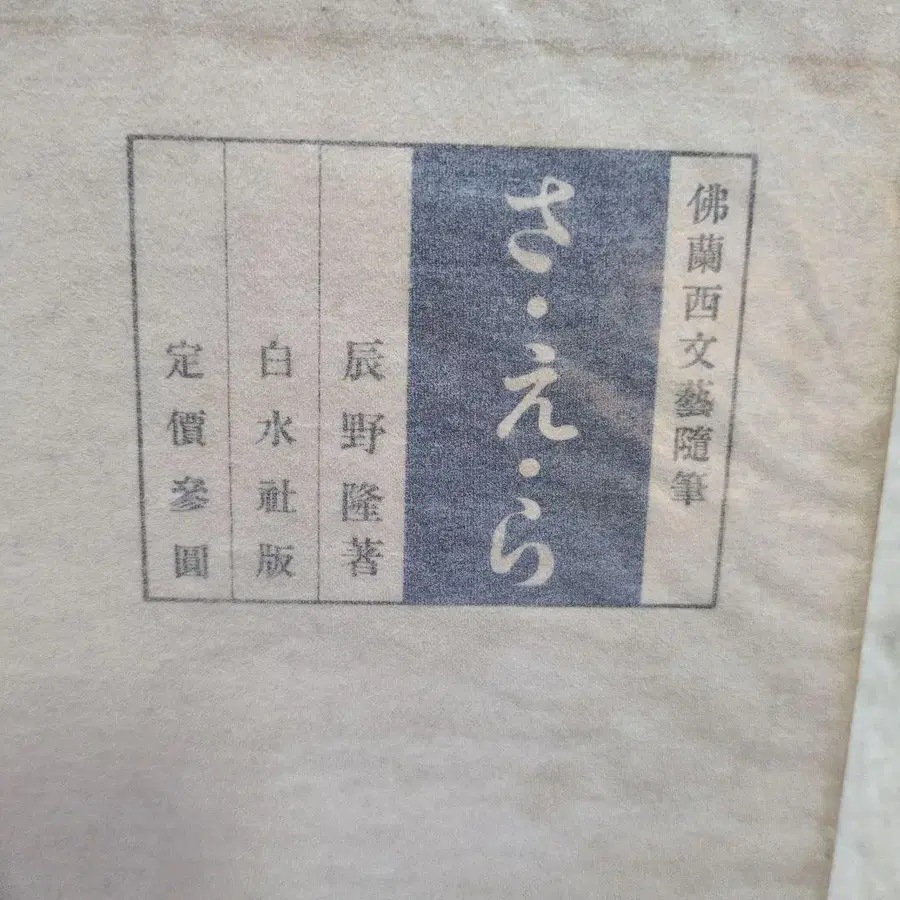 佛蘭西文藝隨筆
さ・え・ら
辰野隆著
白水社版
定價參圓